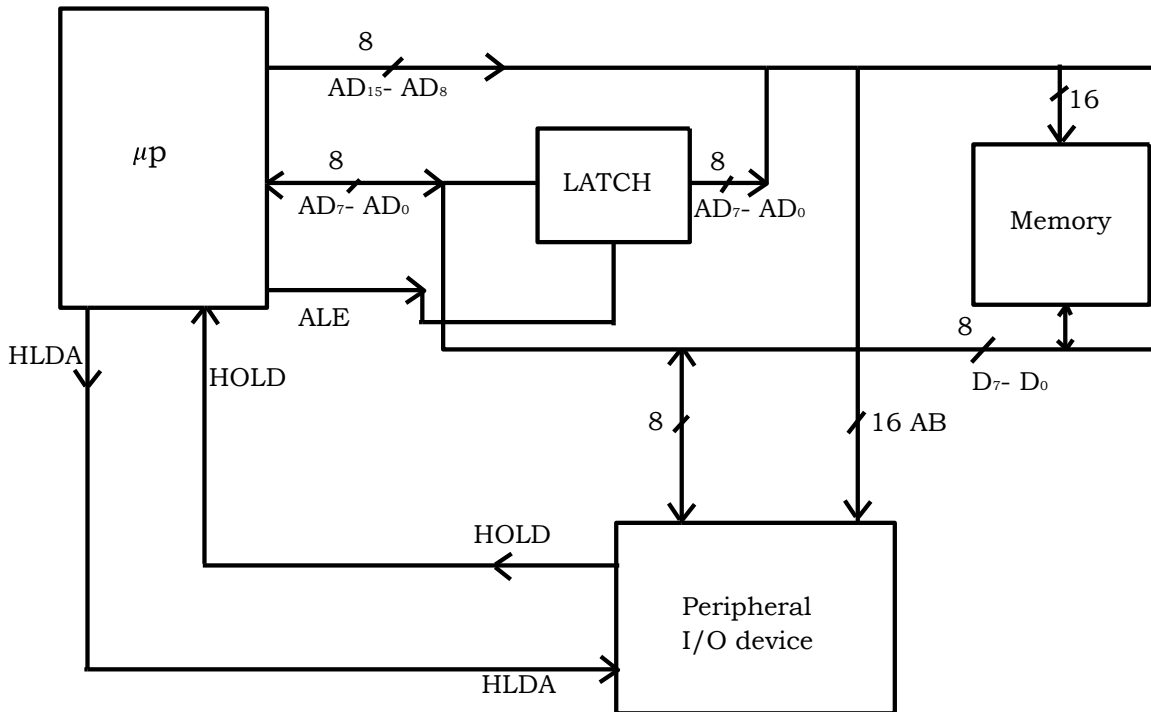 8
AD₁₅- AD₈
16
μp
8
AD₇- AD₀
LATCH
8
AD₇- AD₀
Memory
ALE
8
D₇- D₀
HLDA
HOLD
8
16 AB
HOLD
Peripheral
I/O device
HLDA